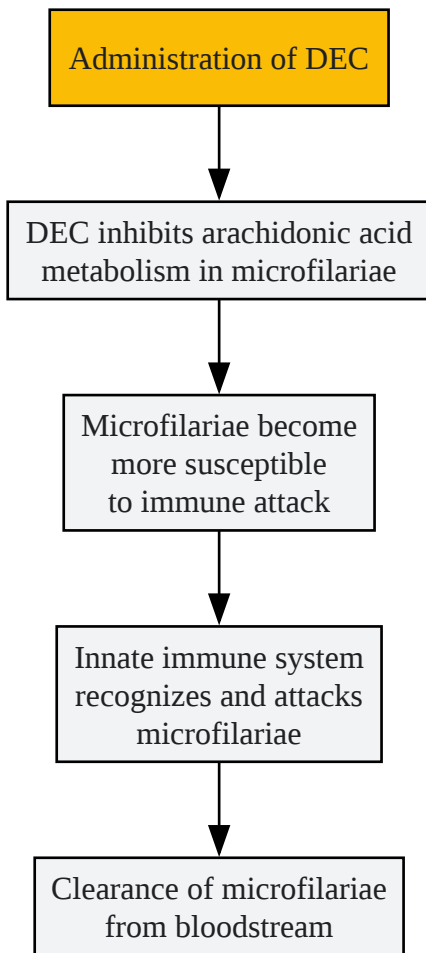 Administration of DEC
DEC inhibits arachidonic acid
metabolism in microfilariae
Microfilariae become
more susceptible
to immune attack
Innate immune system
recognizes and attacks
microfilariae
Clearance of microfilariae
from bloodstream